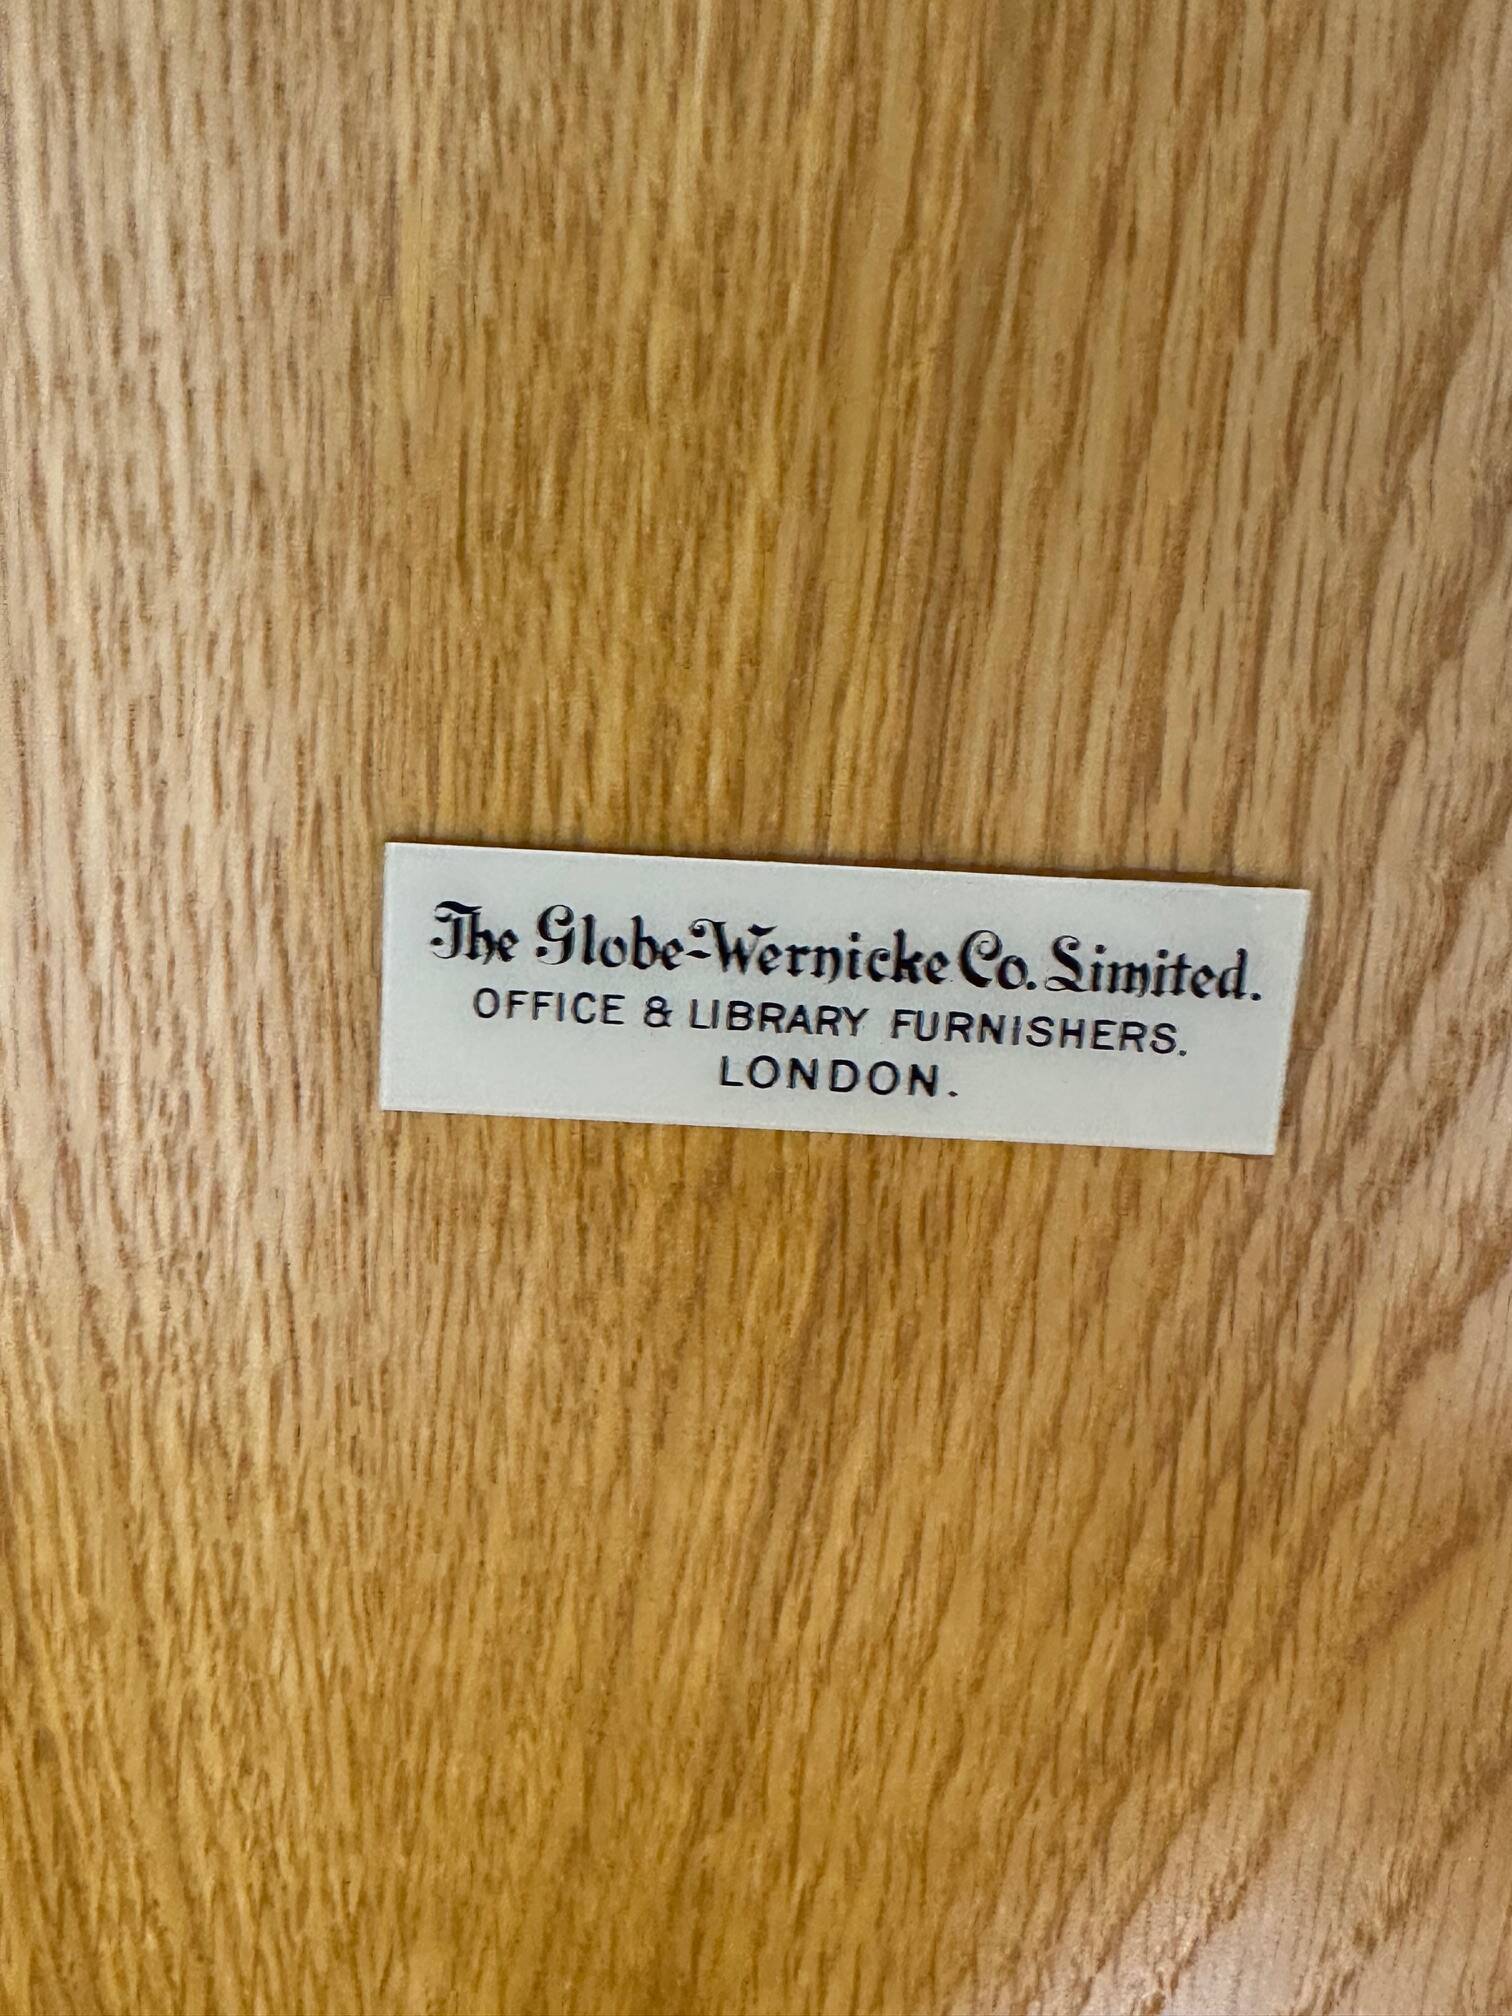 The Globe-Wernicke Co. Limited.
OFFICE & LIBRARY FURNISHERS.
LONDON.